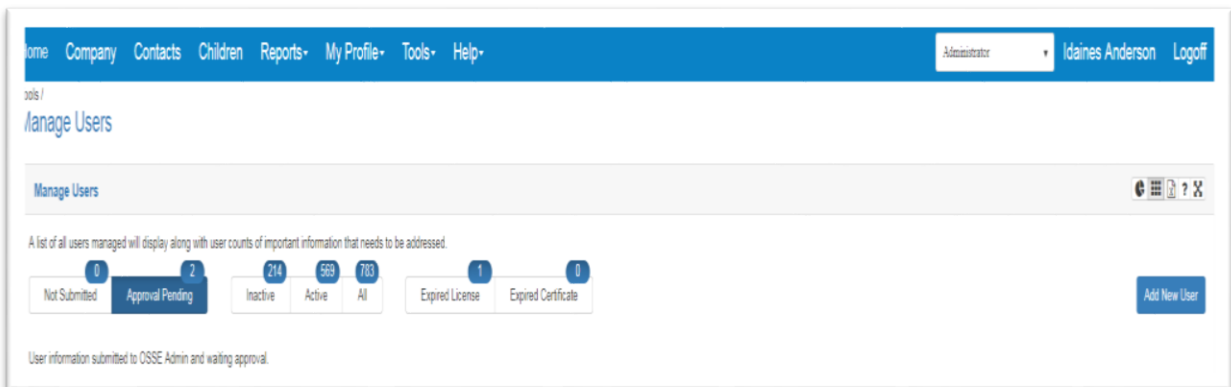 ome Company Contacts Children Reports My Profile Tools Help Administrator Idaines Anderson Logoff
ools /
Manage Users
Manage Users
?
A list of all users managed will display along with user counts of important information that needs to be addressed.
0 2 214 569 783 1 0
Not Submitted Approval Pending Inactive Active All Expired License Expired Certificate Add New User
User information submitted to OSSE Admin and waiting approval.